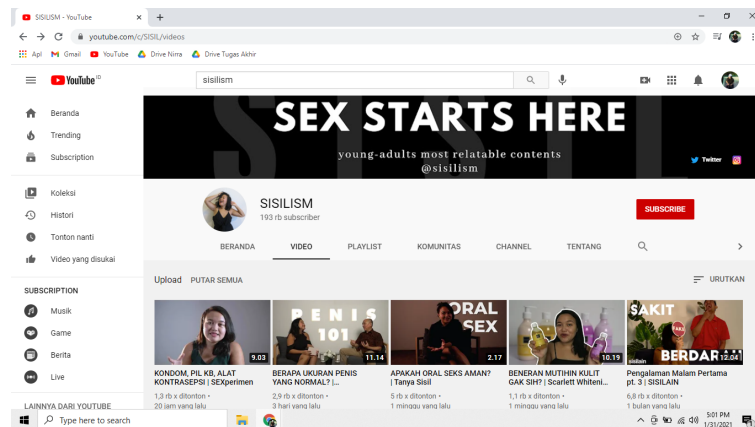 SISILISM - YouTube
youtube.com/c/SISIL/videos
Apl Gmail YouTube Drive Nirra Drive Tugas Akhir
YouTube ID
sisilism
Beranda
Trending
Subscription
Koleksi
Histori
Tonton nanti
Video yang disukai
SUBSCRIPTION
Musik
Game
Berita
Live
LAINNYA DARI YOUTUBE
SISIL
SEX STARTS HERE
young-adults most relatable contents
@sisilism
Twitter
SISILISM
193 rb subscriber
SUBSCRIBE
BERANDA VIDEO PLAYLIST KOMUNITAS CHANNEL TENTANG
Upload PUTAR SEMUA
URUTKAN
9.03
KONDOM, PIL KB, ALAT
KONTRASEPSI | SEXperimen
1,3 rb x ditonton •
20 jam yang lalu
PENIS
101
11.14
BERAPA UKURAN PENIS
YANG NORMAL? |...
2,9 rb x ditonton •
3 hari yang lalu
ORAL
SEX
2.17
APAKAH ORAL SEKS AMAN?
| Tanya Sisil
5 rb x ditonton •
1 minggu yang lalu
10.19
BENERAN MUTIHIN KULIT
GAK SIH? | Scarlett Whiteni...
1,1 rb x ditonton •
1 minggu yang lalu
SAKIT
BERDARAH
12.04
Pengalaman Malam Pertama
pt. 3 | SISILAIN
6,8 rb x ditonton •
1 bulan yang lalu
Type here to search
5:01 PM
1/31/2021